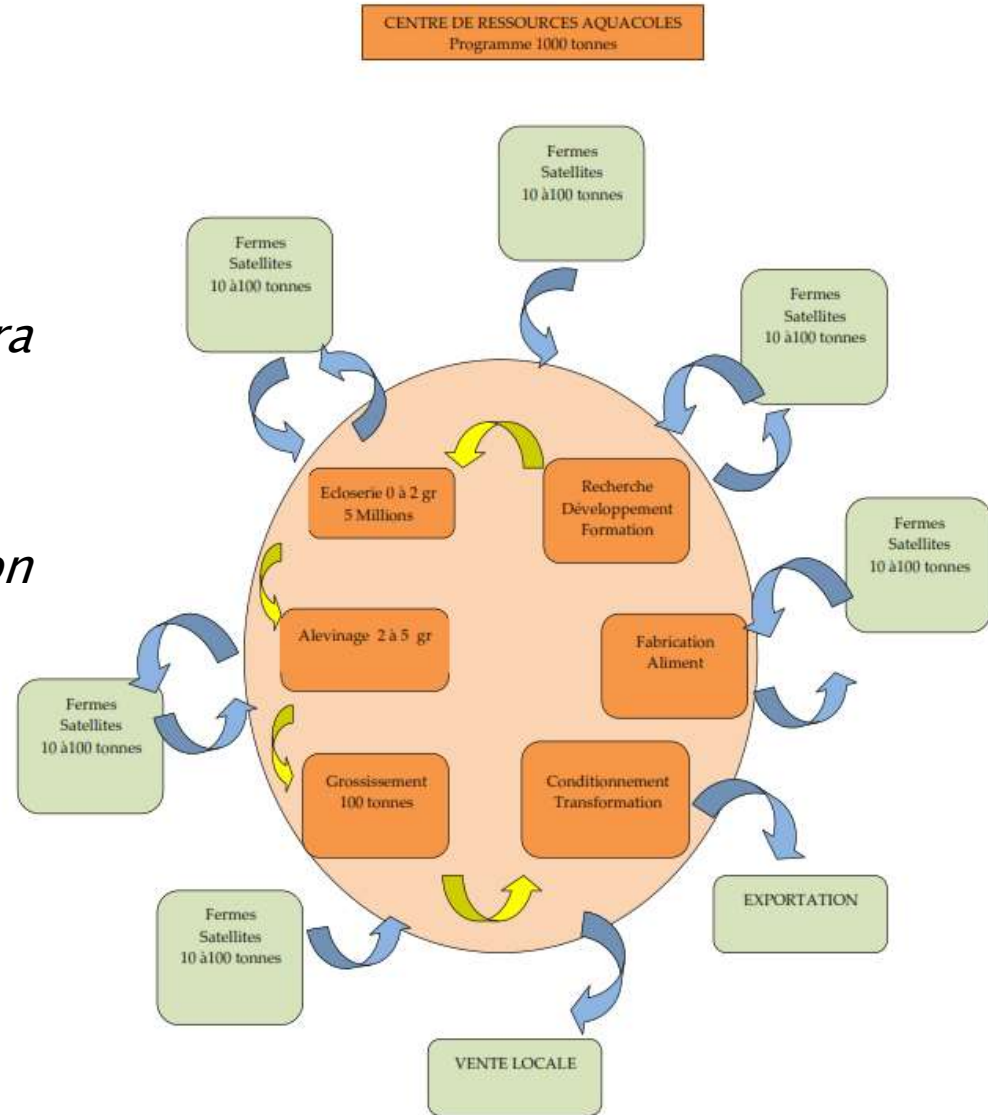 CENTRE DE RESSOURCES AQUACOLES
Programme 1000 tonnes
Fermes
Satellites
10 à100 tonnes
Fermes
Satellites
10 à100 tonnes
Fermes
Satellites
10 à100 tonnes
ra
Ecloserie 0 à 2 gr
5 Millions
Recherche
Développement
Formation
Fermes
Satellites
10 à100 tonnes
on
Alevinage 2 à 5 gr
Fabrication
Aliment
Fermes
Satellites
10 à100 tonnes
Grossissement
100 tonnes
Conditionnement
Transformation
Fermes
Satellites
10 à100 tonnes
EXPORTATION
VENTE LOCALE